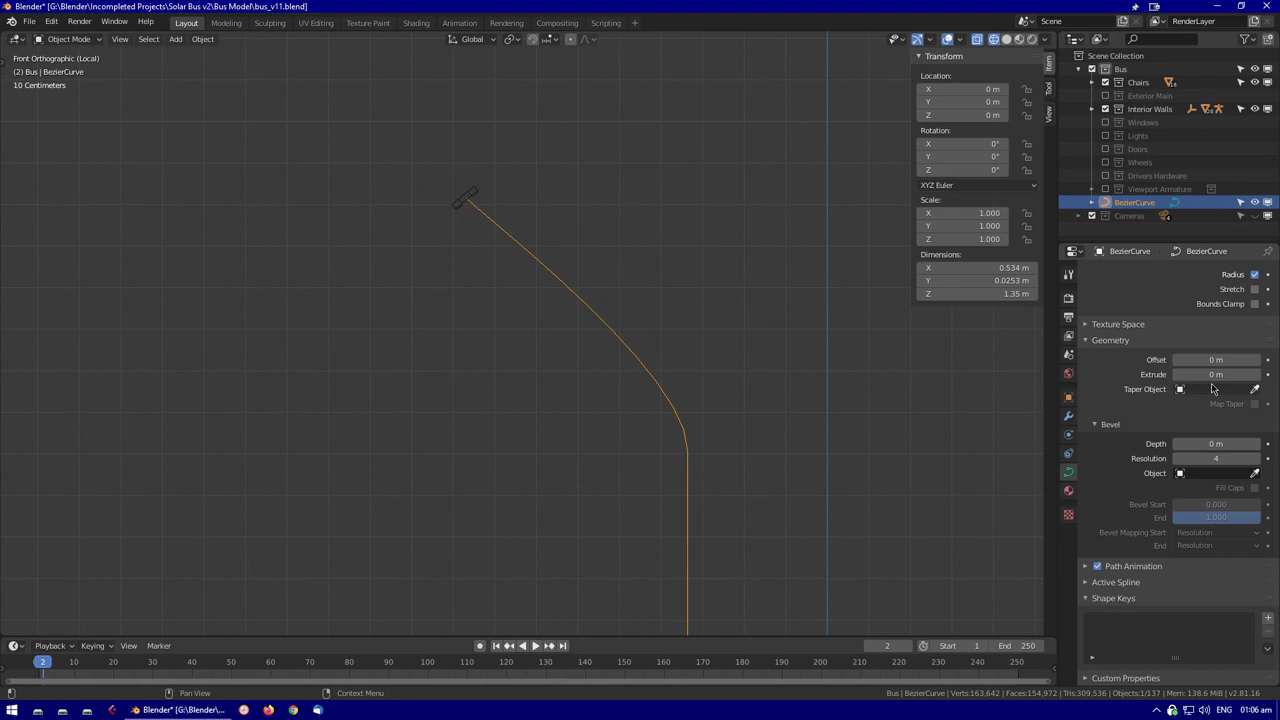 Blender* [G:\Blender\Incompleted Projects\Solar Bus v2\Bus Model\bus_v11.blend]
File Edit Render Window Help
Layout Modeling Sculpting UV Editing Texture Paint Shading Animation Rendering Compositing Scripting
Scene
RenderLayer
Object Mode View Select Add Object
Global
Front Orthographic (Local)
(2) Bus | BezierCurve
10 Centimeters
Transform
Location:
X 0 m
Y 0 m
Z 0 m
Rotation:
X 0°
Y 0°
Z 0°
XYZ Euler
Scale:
X 1.000
Y 1.000
Z 1.000
Dimensions:
X 0.534 m
Y 0.0253 m
Z 1.35 m
Item
Tool
View
Scene Collection
Bus
Chairs
Exterior Main
Interior Walls
Windows
Lights
Doors
Wheels
Drivers Hardware
Viewport Armature
BezierCurve
Cameras
BezierCurve BezierCurve
Radius
Stretch
Bounds Clamp
Texture Space
Geometry
Offset 0 m
Extrude 0 m
Taper Object
Map Taper
Bevel
Depth 0 m
Resolution 4
Object
Fill Caps
Bevel Start 0.000
End 1.000
Bevel Mapping Start Resolution
End Resolution
Path Animation
Active Spline
Shape Keys
Custom Properties
Playback Keying View Marker
2 Start 1 End 250
2 10 20 30 40 50 60 70 80 90 100 110 120 130 140 150 160 170 180 190 200 210 220 230 240 250
Pan View
Context Menu
Bus | BezierCurve | Verts:163,642 | Faces:154,972 | Tris:309,536 | Objects:1/137 | Mem: 138.6 MiB | v2.81.16
Blender* [G:\Blende...
ENG 01:06 am